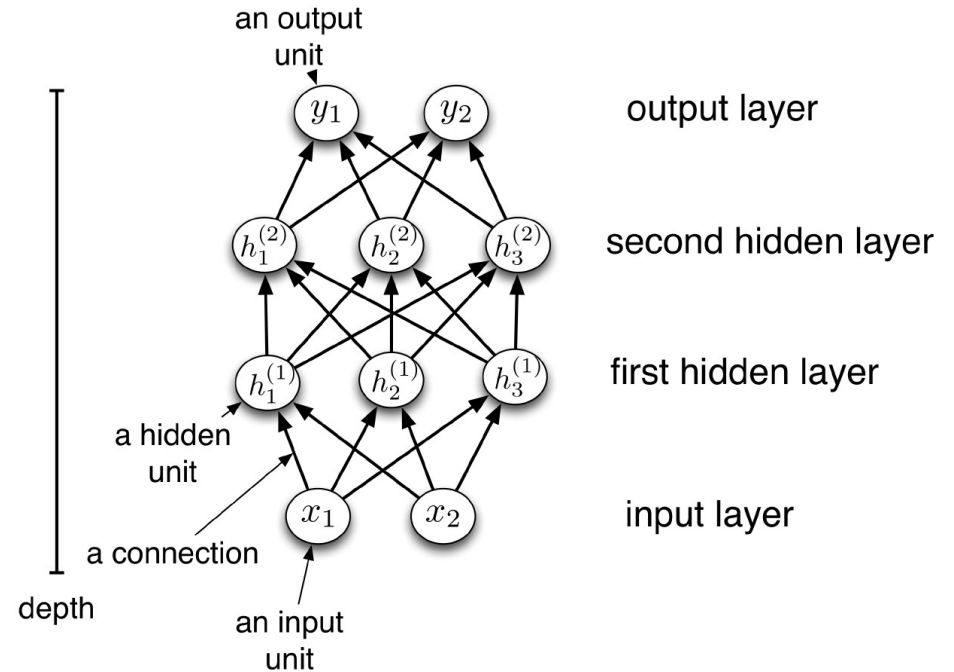 an output
unit
y₁ y₂ output layer
h₁⁽²⁾ h₂⁽²⁾ h₃⁽²⁾ second hidden layer
h₁⁽¹⁾ h₂⁽¹⁾ h₃⁽¹⁾ first hidden layer
a hidden
unit
x₁ x₂ input layer
a connection
depth
an input
unit